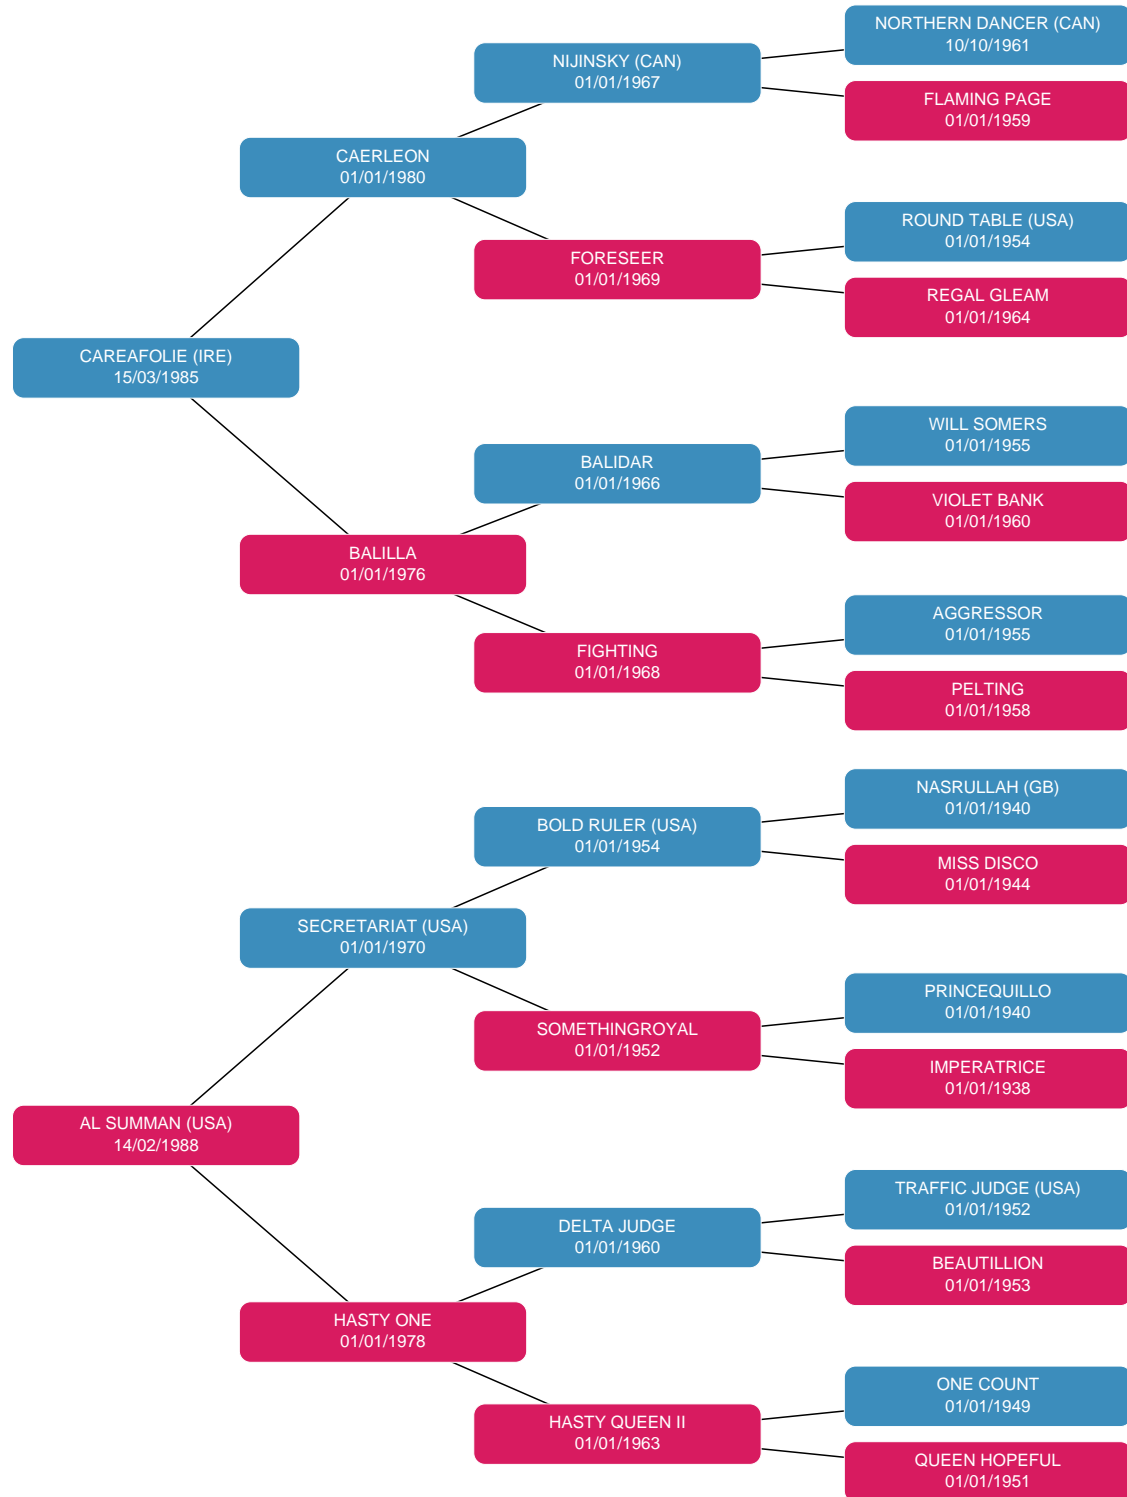 NORTHERN DANCER (CAN)
10/10/1961
NIJINSKY (CAN)
01/01/1967
FLAMING PAGE
01/01/1959
CAERLEON
01/01/1980
ROUND TABLE (USA)
01/01/1954
FORESEER
01/01/1969
REGAL GLEAM
01/01/1964
CAREAFOLIE (IRE)
15/03/1985
WILL SOMERS
01/01/1955
BALIDAR
01/01/1966
VIOLET BANK
01/01/1960
BALILLA
01/01/1976
AGGRESSOR
01/01/1955
FIGHTING
01/01/1968
PELTING
01/01/1958
NASRULLAH (GB)
01/01/1940
BOLD RULER (USA)
01/01/1954
MISS DISCO
01/01/1944
SECRETARIAT (USA)
01/01/1970
PRINCEQUILLO
01/01/1940
SOMETHINGROYAL
01/01/1952
IMPERATRICE
01/01/1938
AL SUMMAN (USA)
14/02/1988
TRAFFIC JUDGE (USA)
01/01/1952
DELTA JUDGE
01/01/1960
BEAUTILLION
01/01/1953
HASTY ONE
01/01/1978
ONE COUNT
01/01/1949
HASTY QUEEN II
01/01/1963
QUEEN HOPEFUL
01/01/1951